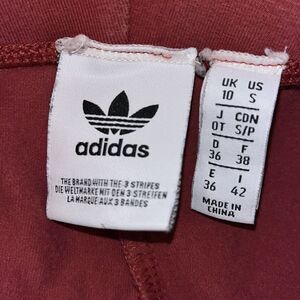 adidas
THE BRAND WITH THE 3 STRIPES
DIE WELTMARKE MIT DEN 3 STREIFEN
LA MARQUE AUX 3 BANDES
UK US
10 S
J CDN
OT S/P
D F
36 38
E I
36 42
MADE IN
CHINA